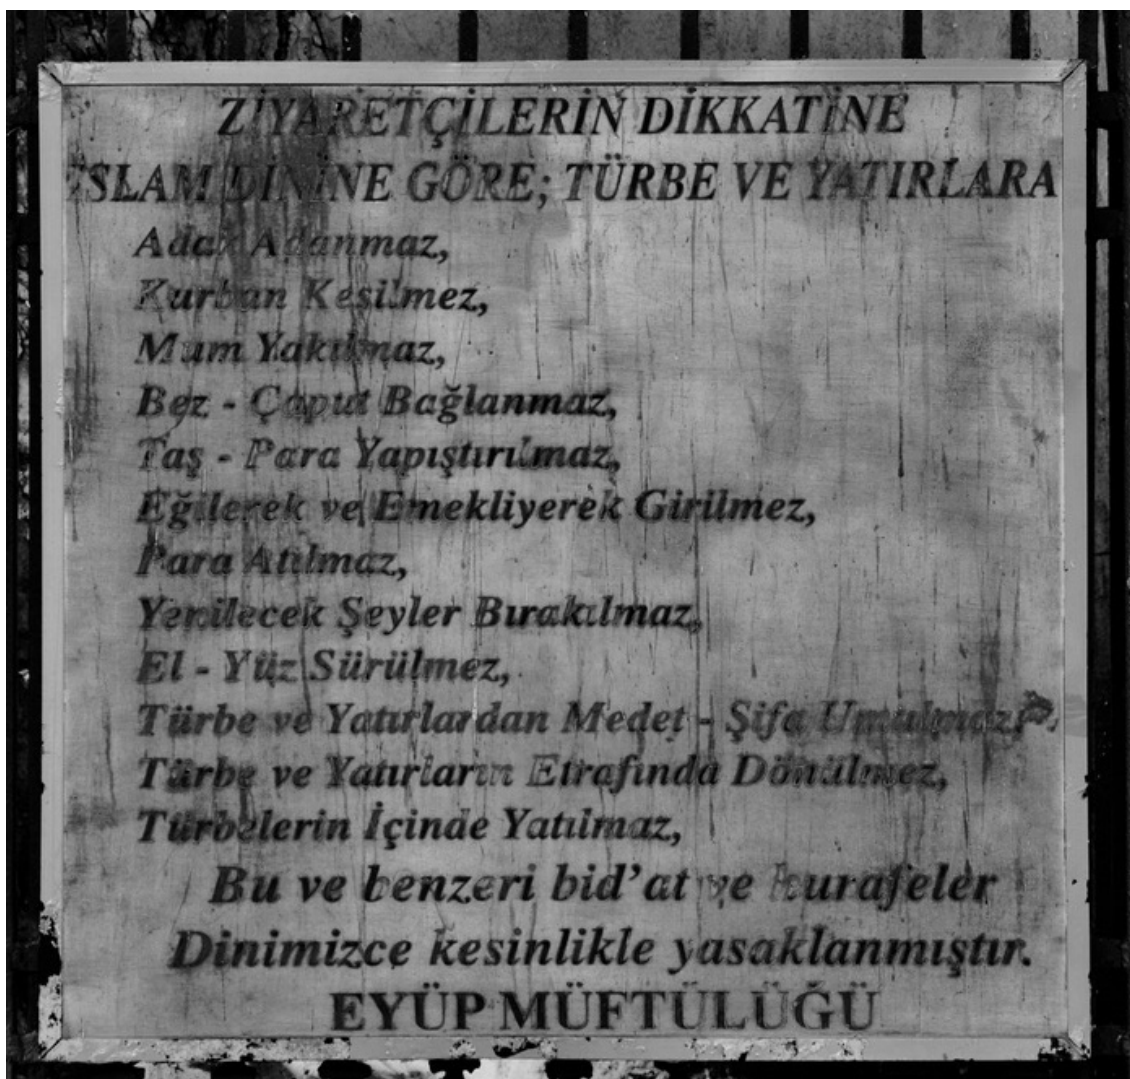 ZİYARETÇİLERİN DİKKATİNE
İSLAM DİNİNE GÖRE; TÜRBE VE YATIRLARA
Adak Adanmaz,
Kurban Kesilmez,
Mum Yakılmaz,
Bez - Çaput Bağlanmaz,
Taş - Para Yapıştırılmaz,
Eğilerek ve Emekliyerek Girilmez,
Para Atılmaz,
Yenilecek Şeyler Bırakılmaz,
El - Yüz Sürülmez,
Türbe ve Yatırlardan Medet - Şifa Umulmaz,
Türbe ve Yatırların Etrafında Dönülmez,
Türbelerin İçinde Yatılmaz,
Bu ve benzeri bid'at ve hurafeler
Dinimizce kesinlikle yasaklanmıştır.
EYÜP MÜFTÜLÜĞÜ